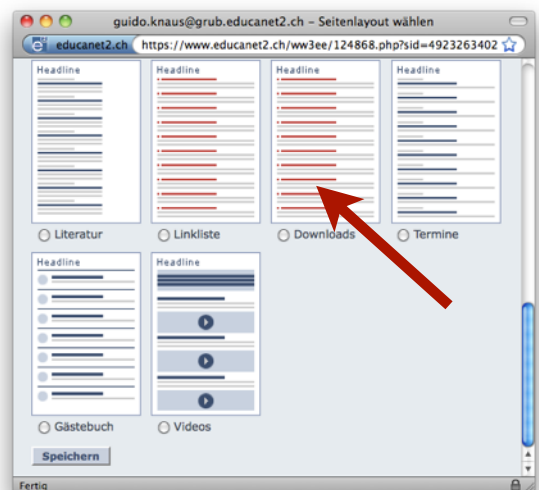 guido.knaus@grub.educanet2.ch – Seitenlayout wählen
educanet2.ch https://www.educanet2.ch/ww3ee/124868.php?sid=4923263402
Headline Headline Headline Headline
Literatur Linkliste Downloads Termine
Headline Headline
Gästebuch Videos
Speichern
Fertig